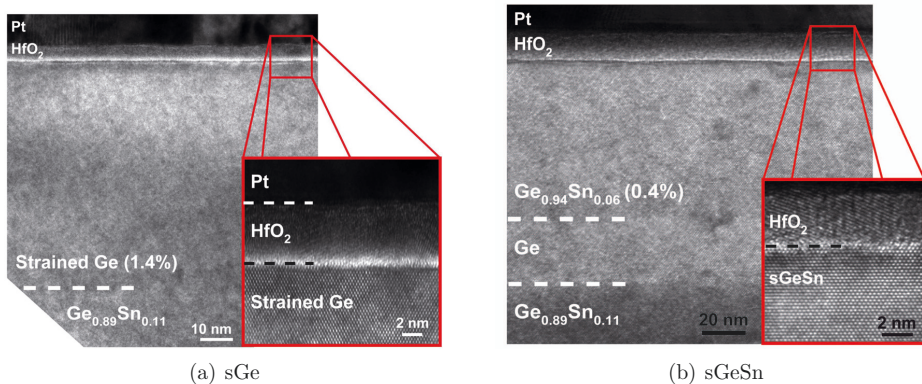 Pt
HfO₂
Strained Ge (1.4%)
Ge₀.₈₉Sn₀.₁₁
10 nm
Pt
HfO₂
Strained Ge
2 nm
(a) sGe
Pt
HfO₂
Ge₀.₉₄Sn₀.₀₆ (0.4%)
Ge
Ge₀.₈₉Sn₀.₁₁
20 nm
HfO₂
sGeSn
2 nm
(b) sGeSn